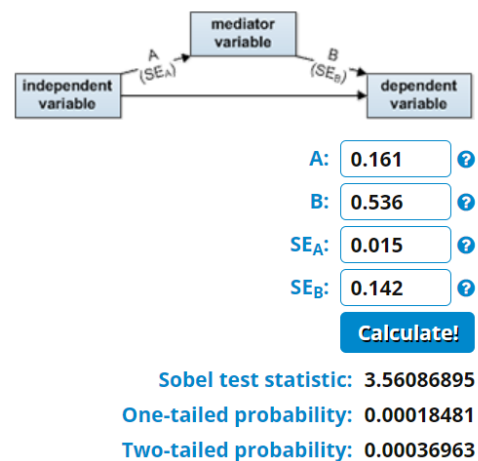 mediator
variable
A
(SEA)
B
(SEB)
independent
variable
dependent
variable
A: 0.161 ?
B: 0.536 ?
SEA: 0.015 ?
SEB: 0.142 ?
Calculate!
Sobel test statistic: 3.56086895
One-tailed probability: 0.00018481
Two-tailed probability: 0.00036963